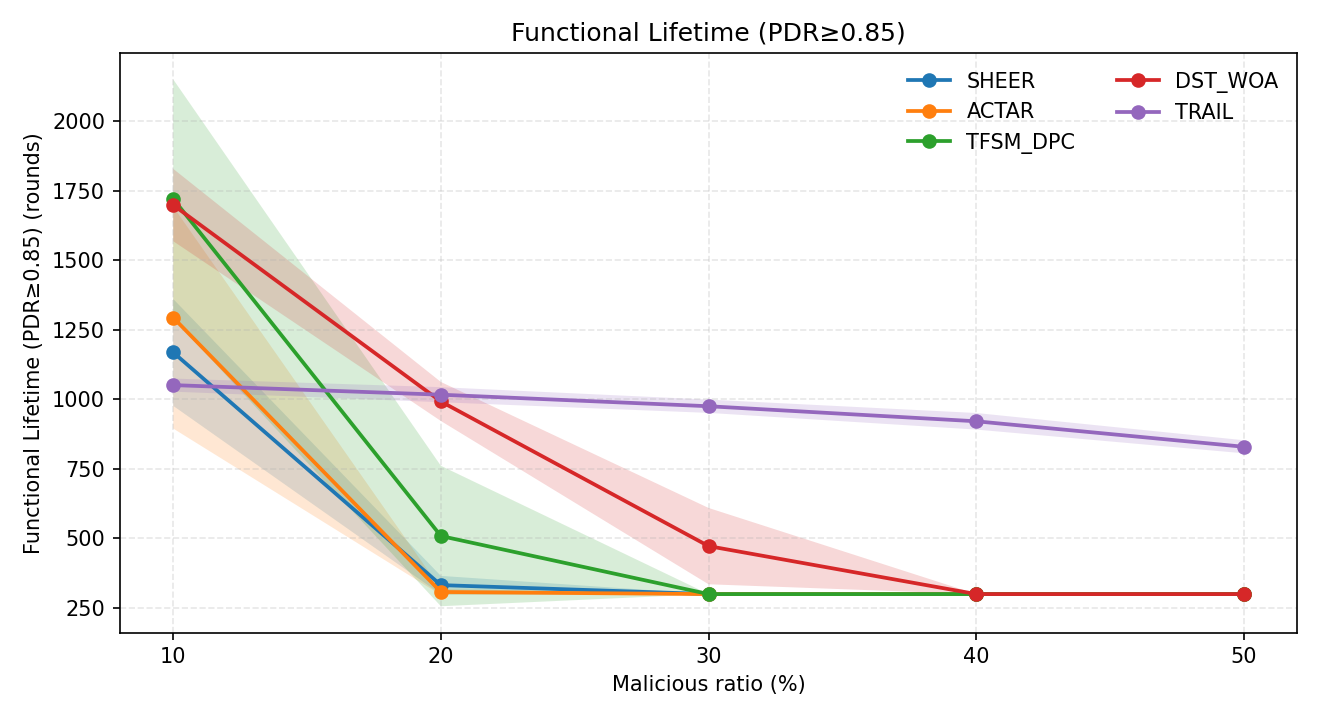 Functional Lifetime (PDR≥0.85)
Functional Lifetime (PDR≥0.85) (rounds)
2000
1750
1500
1250
1000
750
500
250
SHEER
ACTAR
TFSM_DPC
DST_WOA
TRAIL
10 20 30 40 50
Malicious ratio (%)